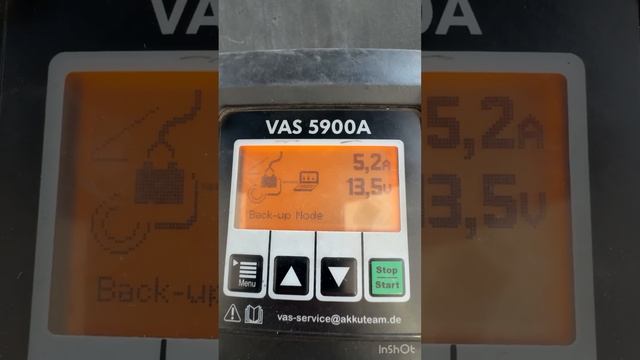 VAS 5900A
5,2A
13,5V
Back-up Mode
Menu
Stop
Start
vas-service@akkuteam.de
InShOt